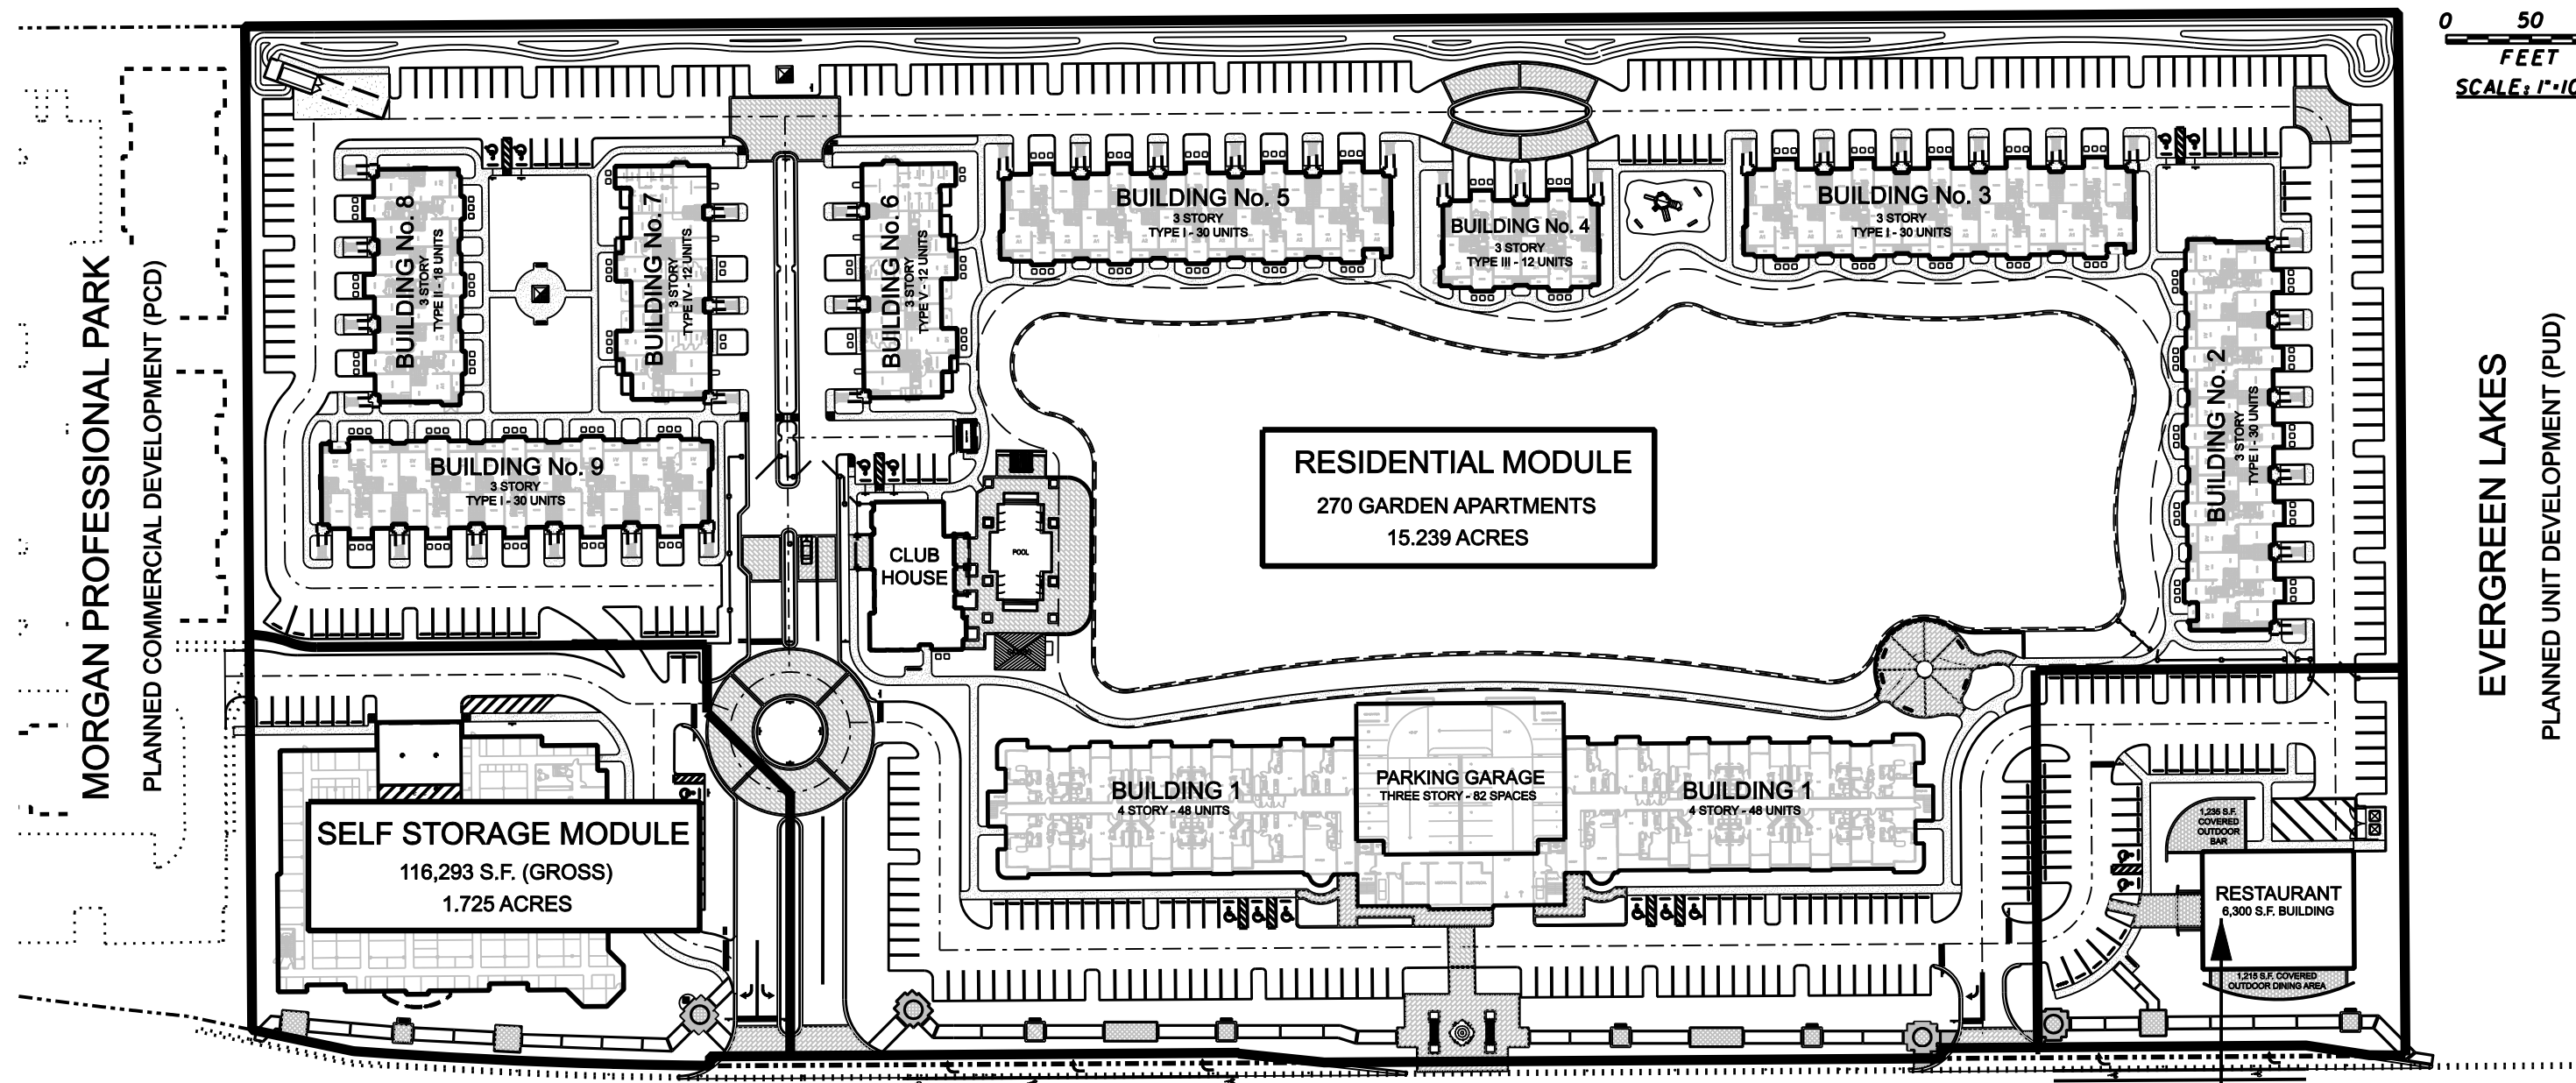 0 50
FEET
MORGAN PROFESSIONAL PARK
PLANNED COMMERCIAL DEVELOPMENT (PCD)
BUILDING No. 8
3 STORY
TYPE II - 18 UNITS
BUILDING No. 7
3 STORY
TYPE IV - 12 UNITS
BUILDING No. 6
3 STORY
TYPE V - 12 UNITS
BUILDING No. 5
3 STORY
TYPE I - 30 UNITS
BUILDING No. 4
3 STORY
TYPE III - 12 UNITS
BUILDING No. 3
3 STORY
TYPE I - 30 UNITS
BUILDING No. 2
3 STORY
TYPE I - 30 UNITS
BUILDING No. 9
3 STORY
TYPE I - 30 UNITS
CLUB
HOUSE
POOL
RESIDENTIAL MODULE
270 GARDEN APARTMENTS
15.239 ACRES
EVERGREEN LAKES
PLANNED UNIT DEVELOPMENT (PUD)
SELF STORAGE MODULE
116,293 S.F. (GROSS)
1.725 ACRES
BUILDING 1
4 STORY - 48 UNITS
PARKING GARAGE
THREE STORY - 82 SPACES
BUILDING 1
4 STORY - 48 UNITS
COVERED
OUTDOOR
BAR
RESTAURANT
6,300 S.F. BUILDING
1,215 S.F. COVERED
OUTDOOR DINING AREA
SCALE: